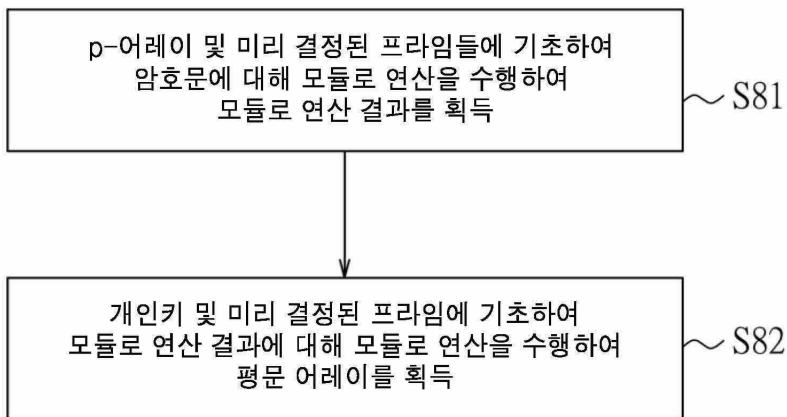 p-어레이 및 미리 결정된 프라임들에 기초하여
암호문에 대해 모듈로 연산을 수행하여
모듈로 연산 결과를 획득
S81
개인키 및 미리 결정된 프라임에 기초하여
모듈로 연산 결과에 대해 모듈로 연산을 수행하여
평문 어레이를 획득
S82